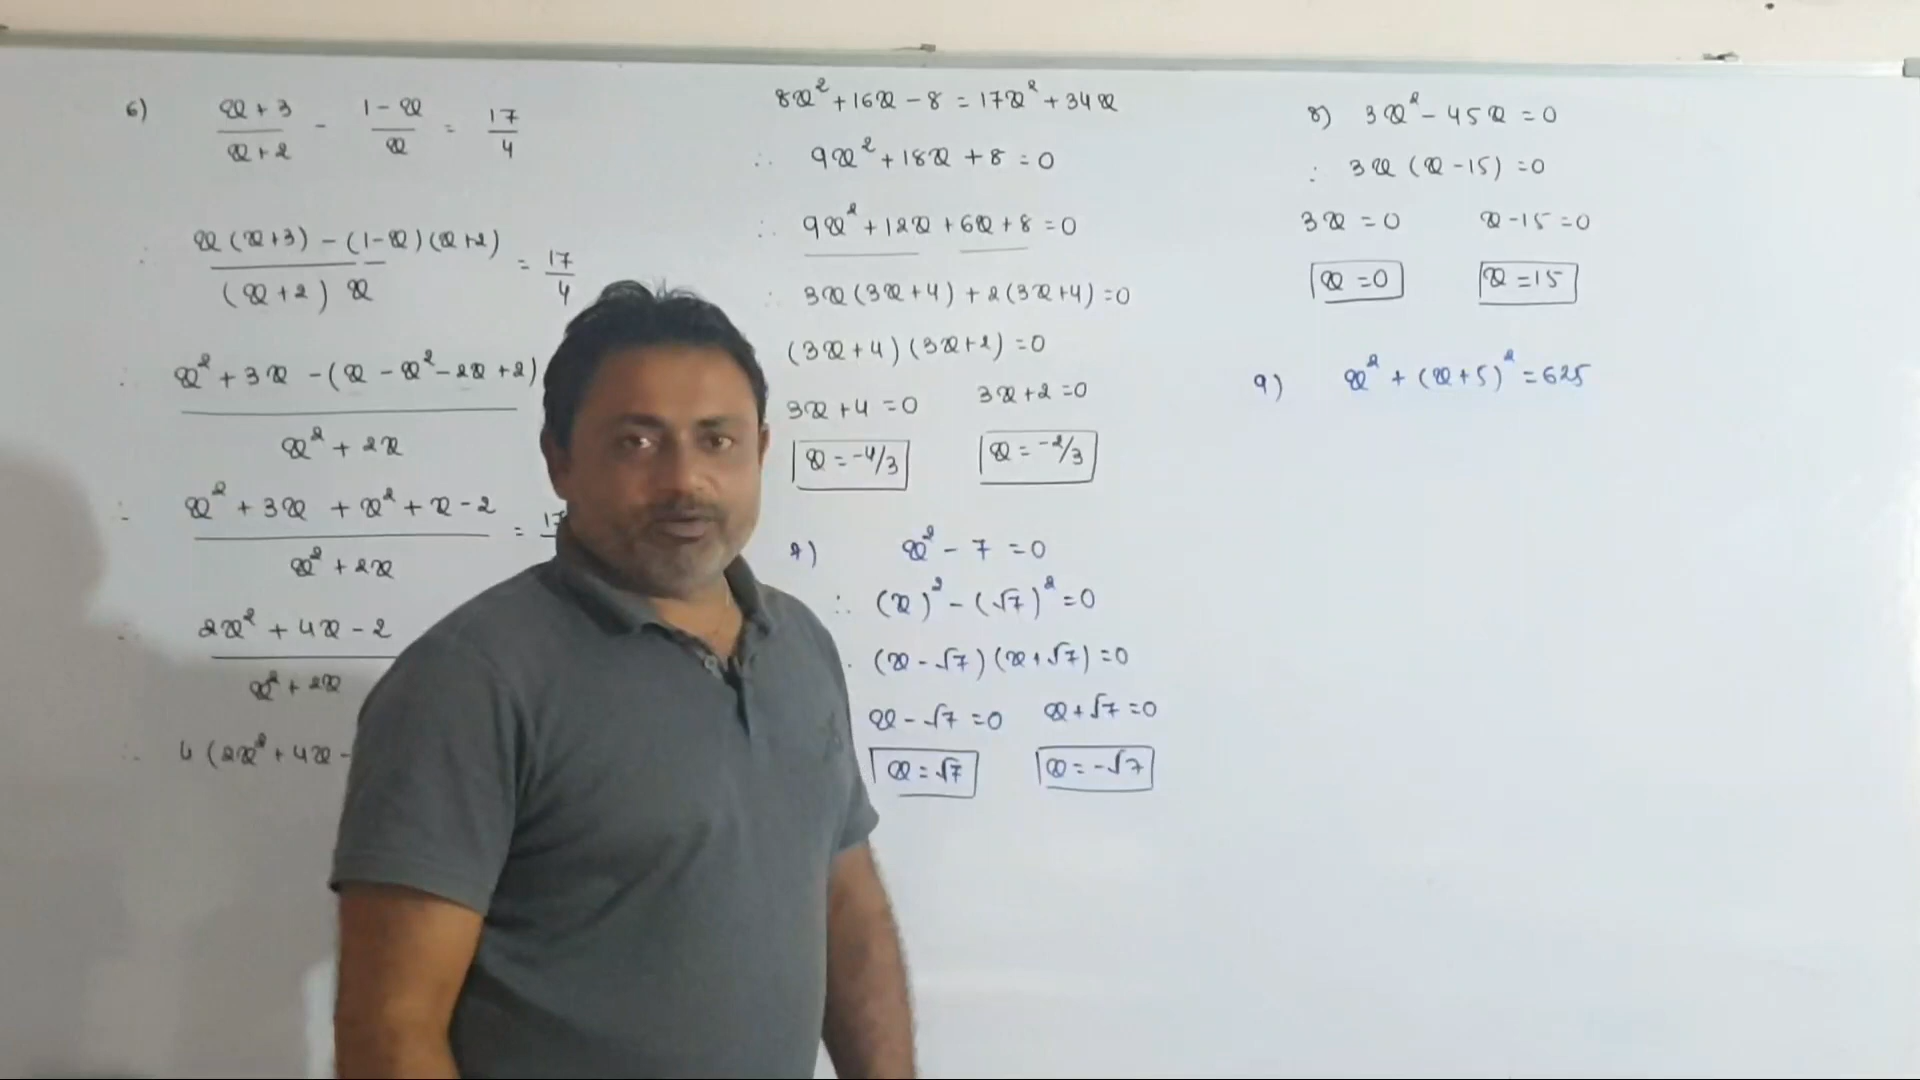 6) x+3/x+2 - 1-x/x = 17/4
∴ x(x+3) - (1-x)(x+2)/(x+2) x = 17/4
∴ x² + 3x - (x - x² - 2x + 2)/x² + 2x
∴ x² + 3x + x² + x - 2/x² + 2x = 17
∴ 2x² + 4x - 2/x² + 2x
∴ 4(2x² + 4x -
8x² + 16x - 8 = 17x² + 34x
∴ 9x² + 18x + 8 = 0
∴ 9x² + 12x + 6x + 8 = 0
∴ 3x(3x+4) + 2(3x+4) = 0
(3x+4)(3x+2) = 0
3x+4 = 0 3x+2 = 0
x = -4/3 x = -2/3
7) x² - 7 = 0
∴ (x)² - (√7)² = 0
(x-√7)(x+√7) = 0
x-√7 = 0 x+√7 = 0
x = √7 x = -√7
8) 3x² - 45x = 0
∴ 3x(x-15) = 0
3x = 0 x-15 = 0
x = 0 x = 15
9) x² + (x+5)² = 625